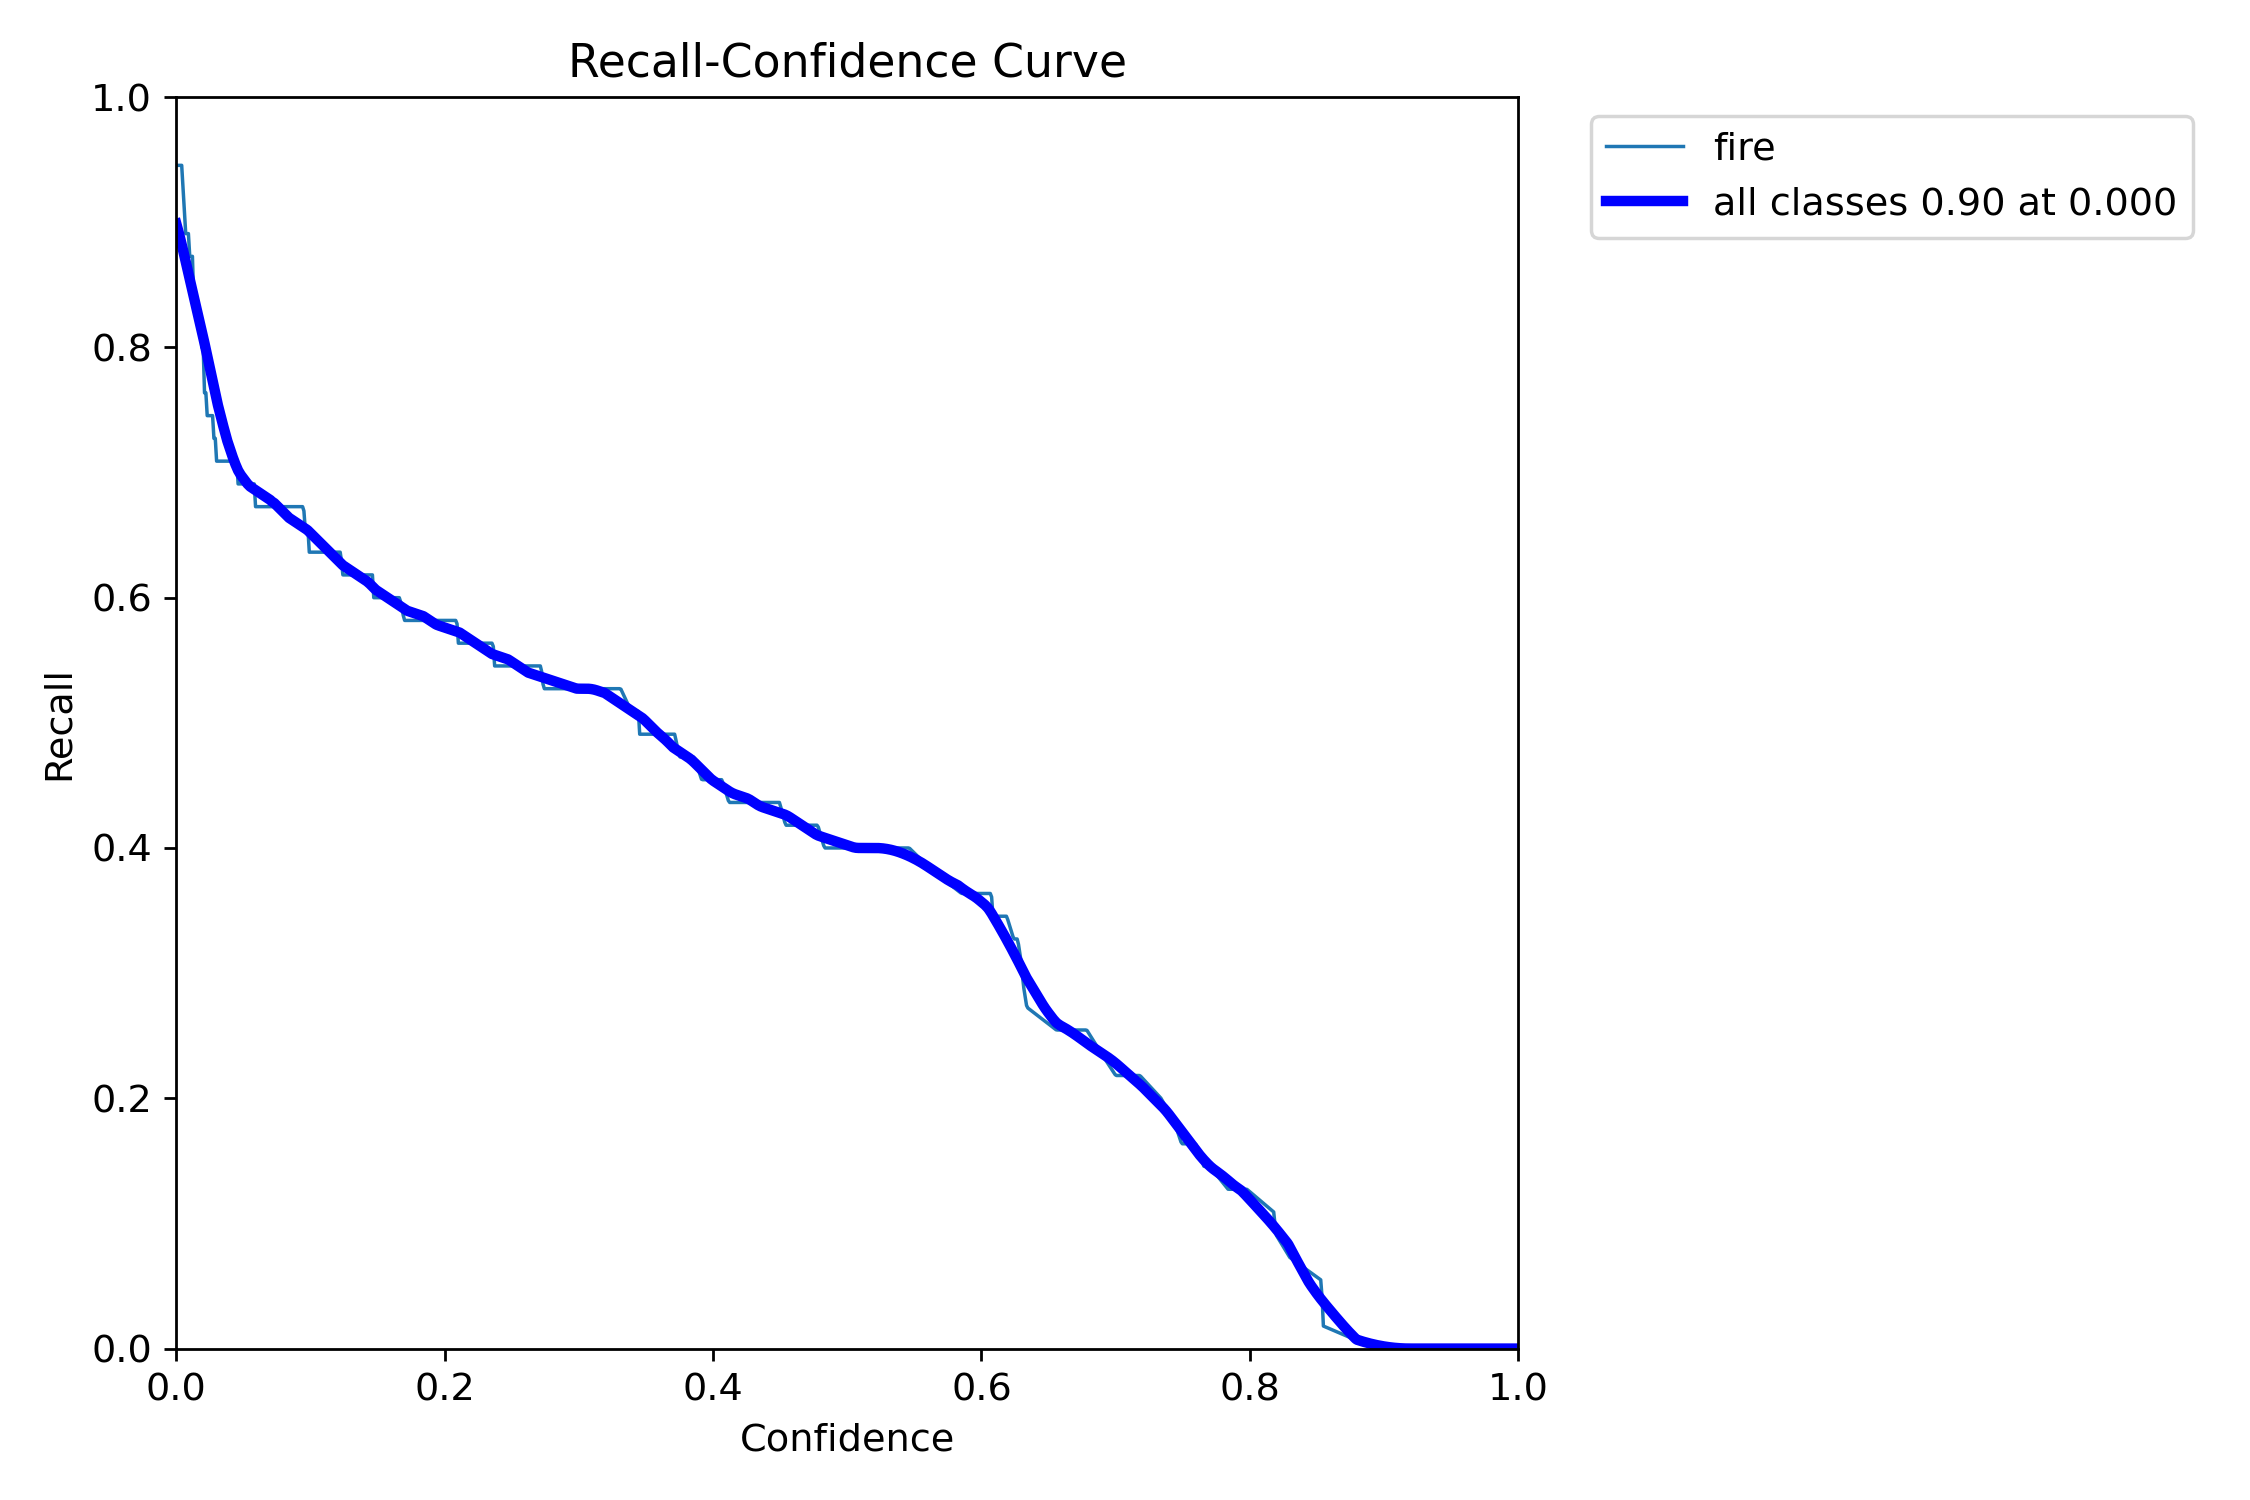 Recall-Confidence Curve
1.0
0.8
0.6
0.4
0.2
0.0
Recall
0.0 0.2 0.4 0.6 0.8 1.0
Confidence
fire
all classes 0.90 at 0.000